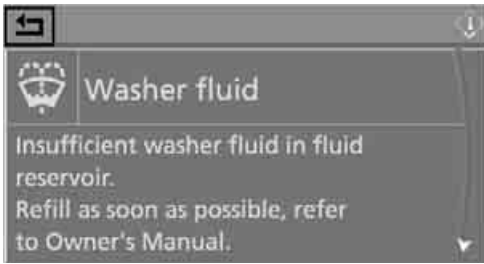 Washer fluid
Insufficient washer fluid in fluid
reservoir.
Refill as soon as possible, refer
to Owner's Manual.